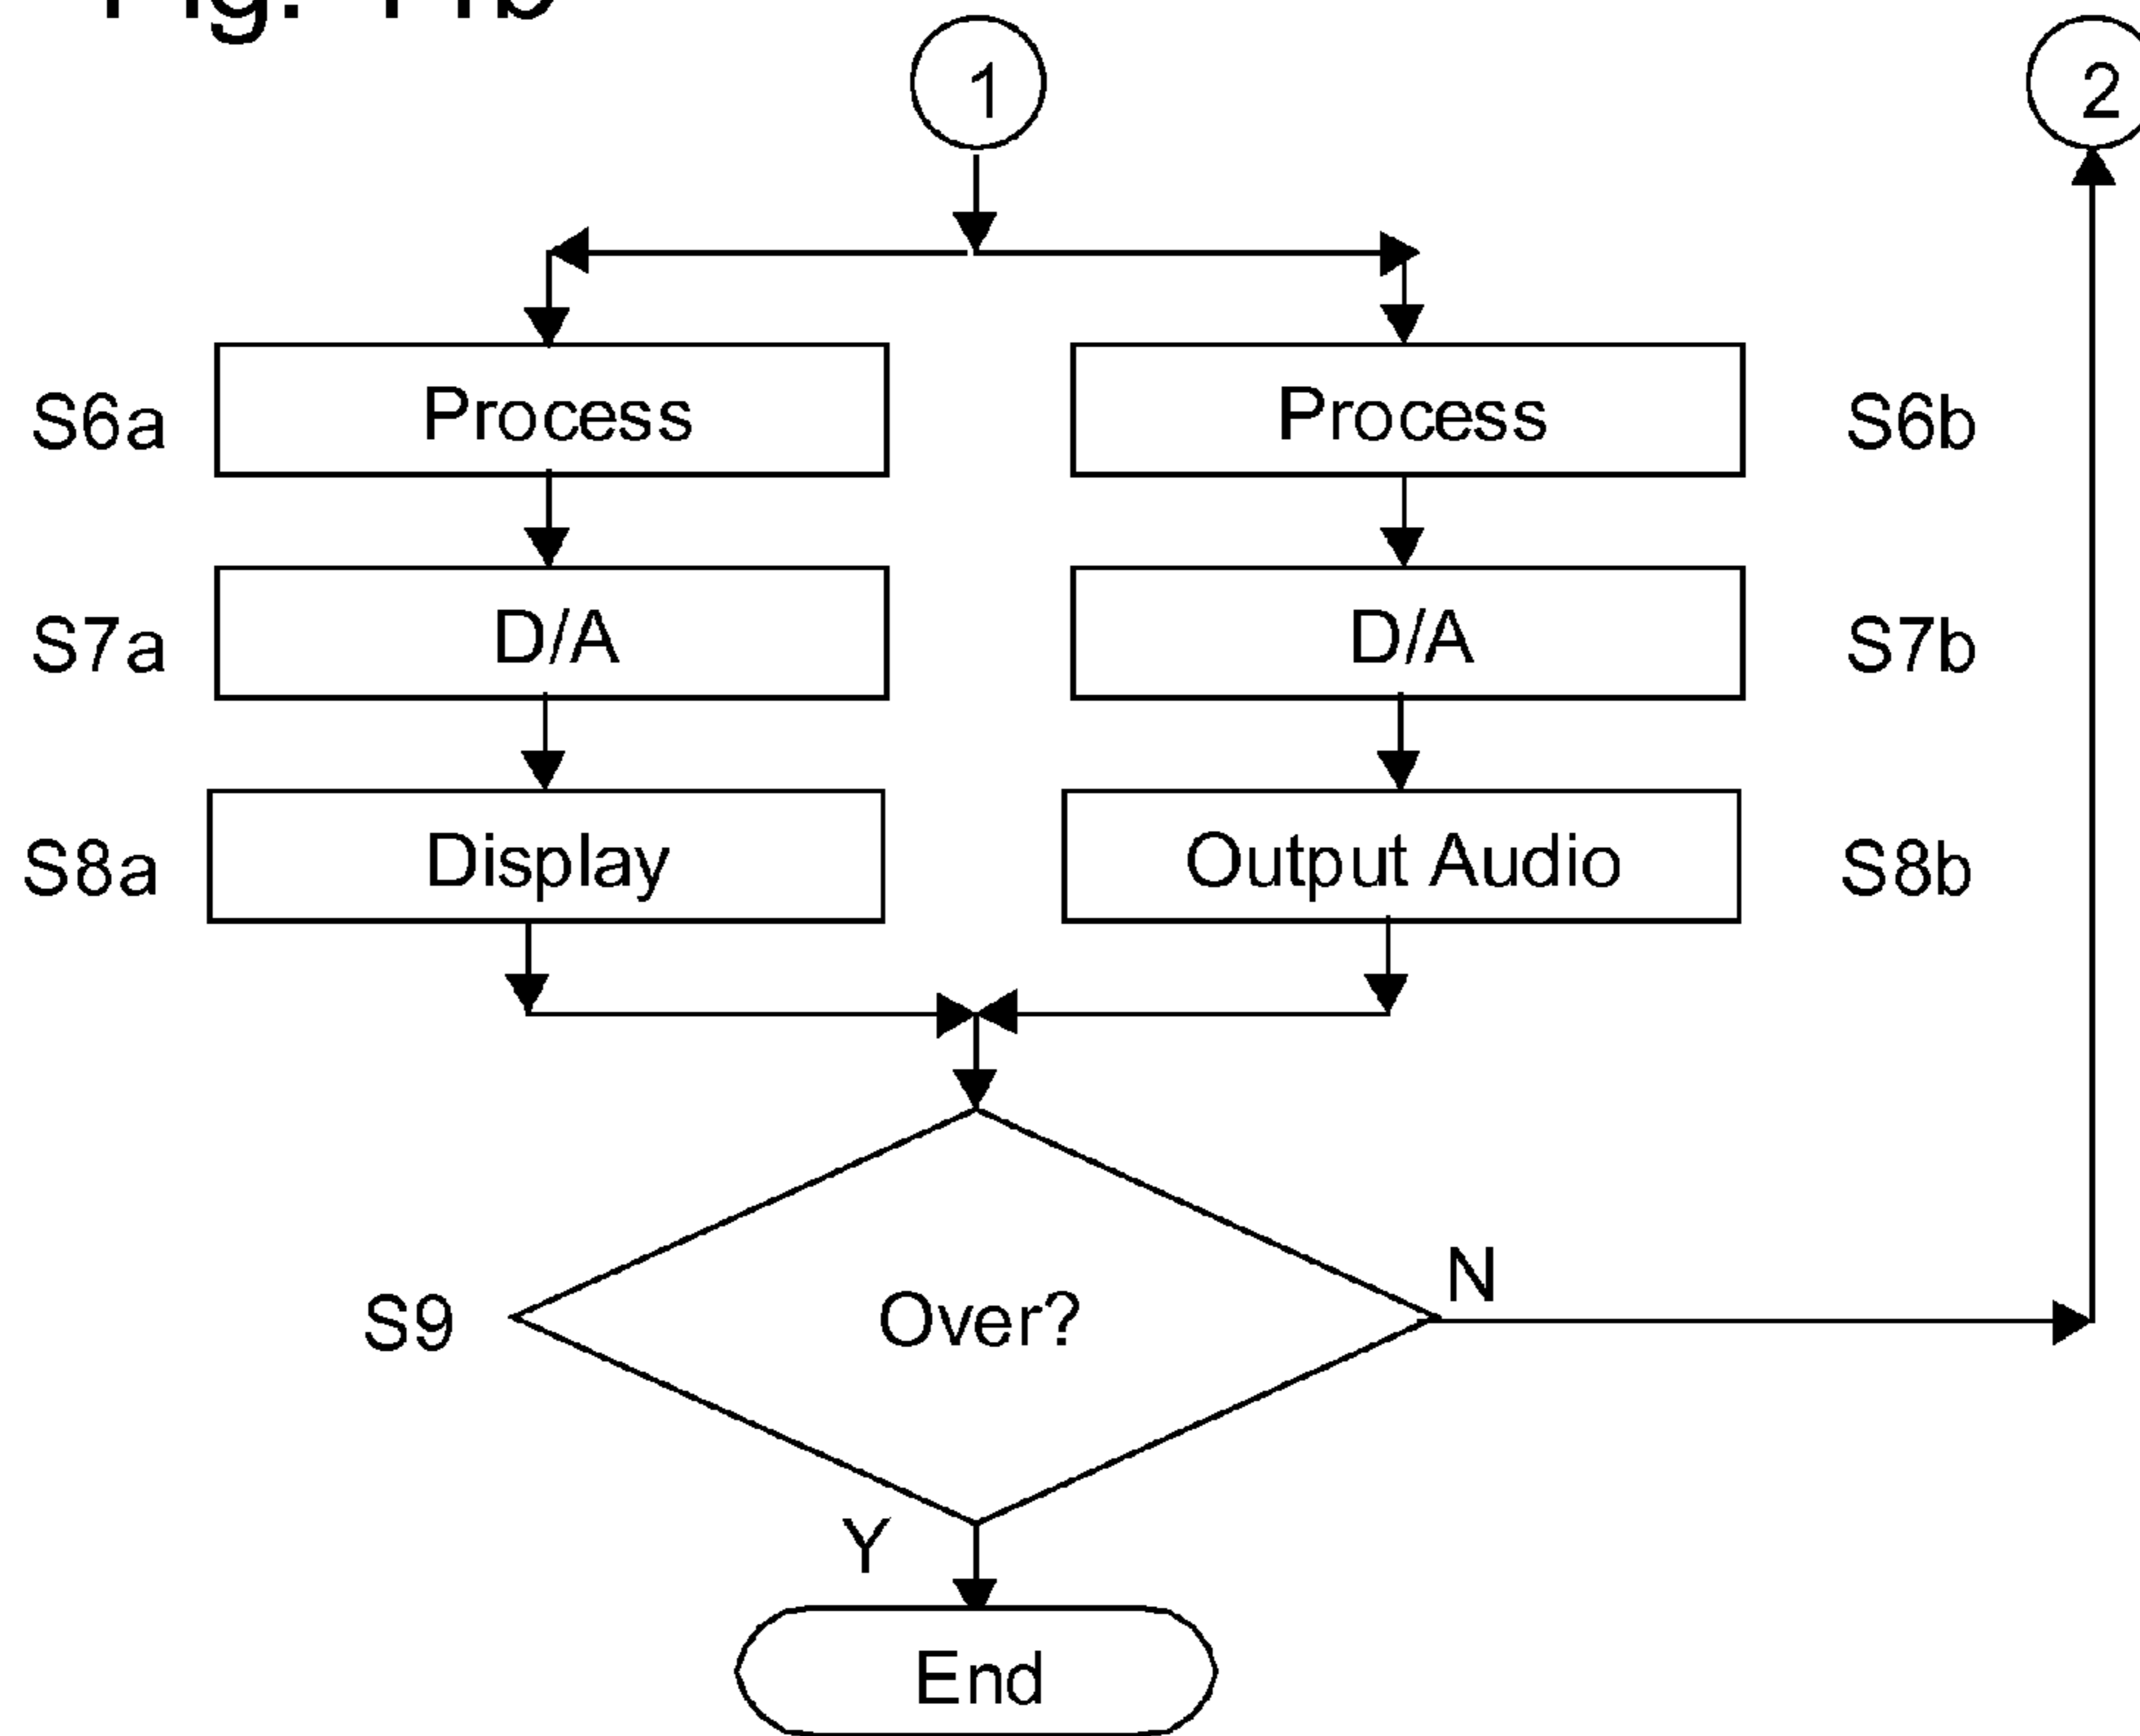 1
2
S6a
Process
Process
S6b
S7a
D/A
D/A
S7b
S8a
Display
Output Audio
S8b
N
S9
Over?
Y
End